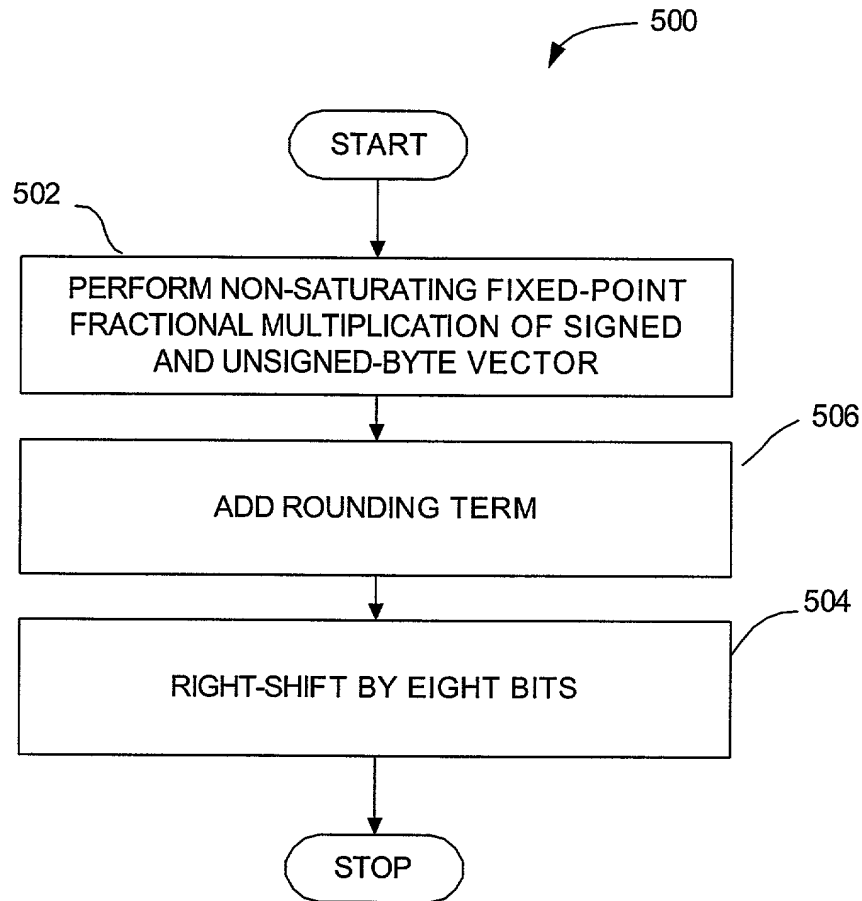 500
START
502
PERFORM NON-SATURATING FIXED-POINT
FRACTIONAL MULTIPLICATION OF SIGNED
AND UNSIGNED-BYTE VECTOR
506
ADD ROUNDING TERM
504
RIGHT-SHIFT BY EIGHT BITS
STOP